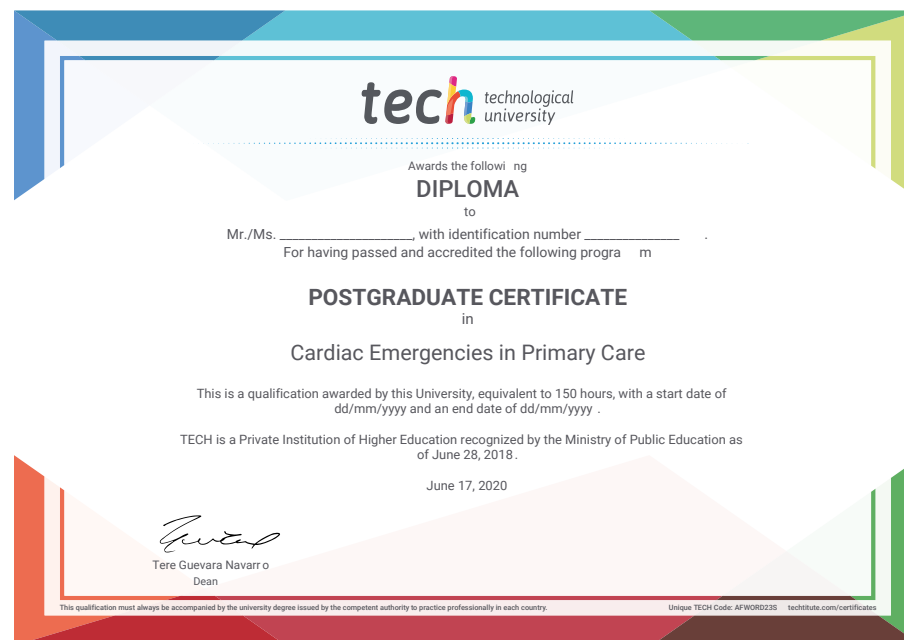 tech technological
university
Awards the following
DIPLOMA
to
Mr./Ms. ____________________, with identification number ______________ .
For having passed and accredited the following program
POSTGRADUATE CERTIFICATE
in
Cardiac Emergencies in Primary Care
This is a qualification awarded by this University, equivalent to 150 hours, with a start date of
dd/mm/yyyy and an end date of dd/mm/yyyy .
TECH is a Private Institution of Higher Education recognized by the Ministry of Public Education as
of June 28, 2018.
June 17, 2020
Tere Guevara Navarro
Dean
This qualification must always be accompanied by the university degree issued by the competent authority to practice professionally in each country.
Unique TECH Code: AFWORD23S techtitute.com/certificates